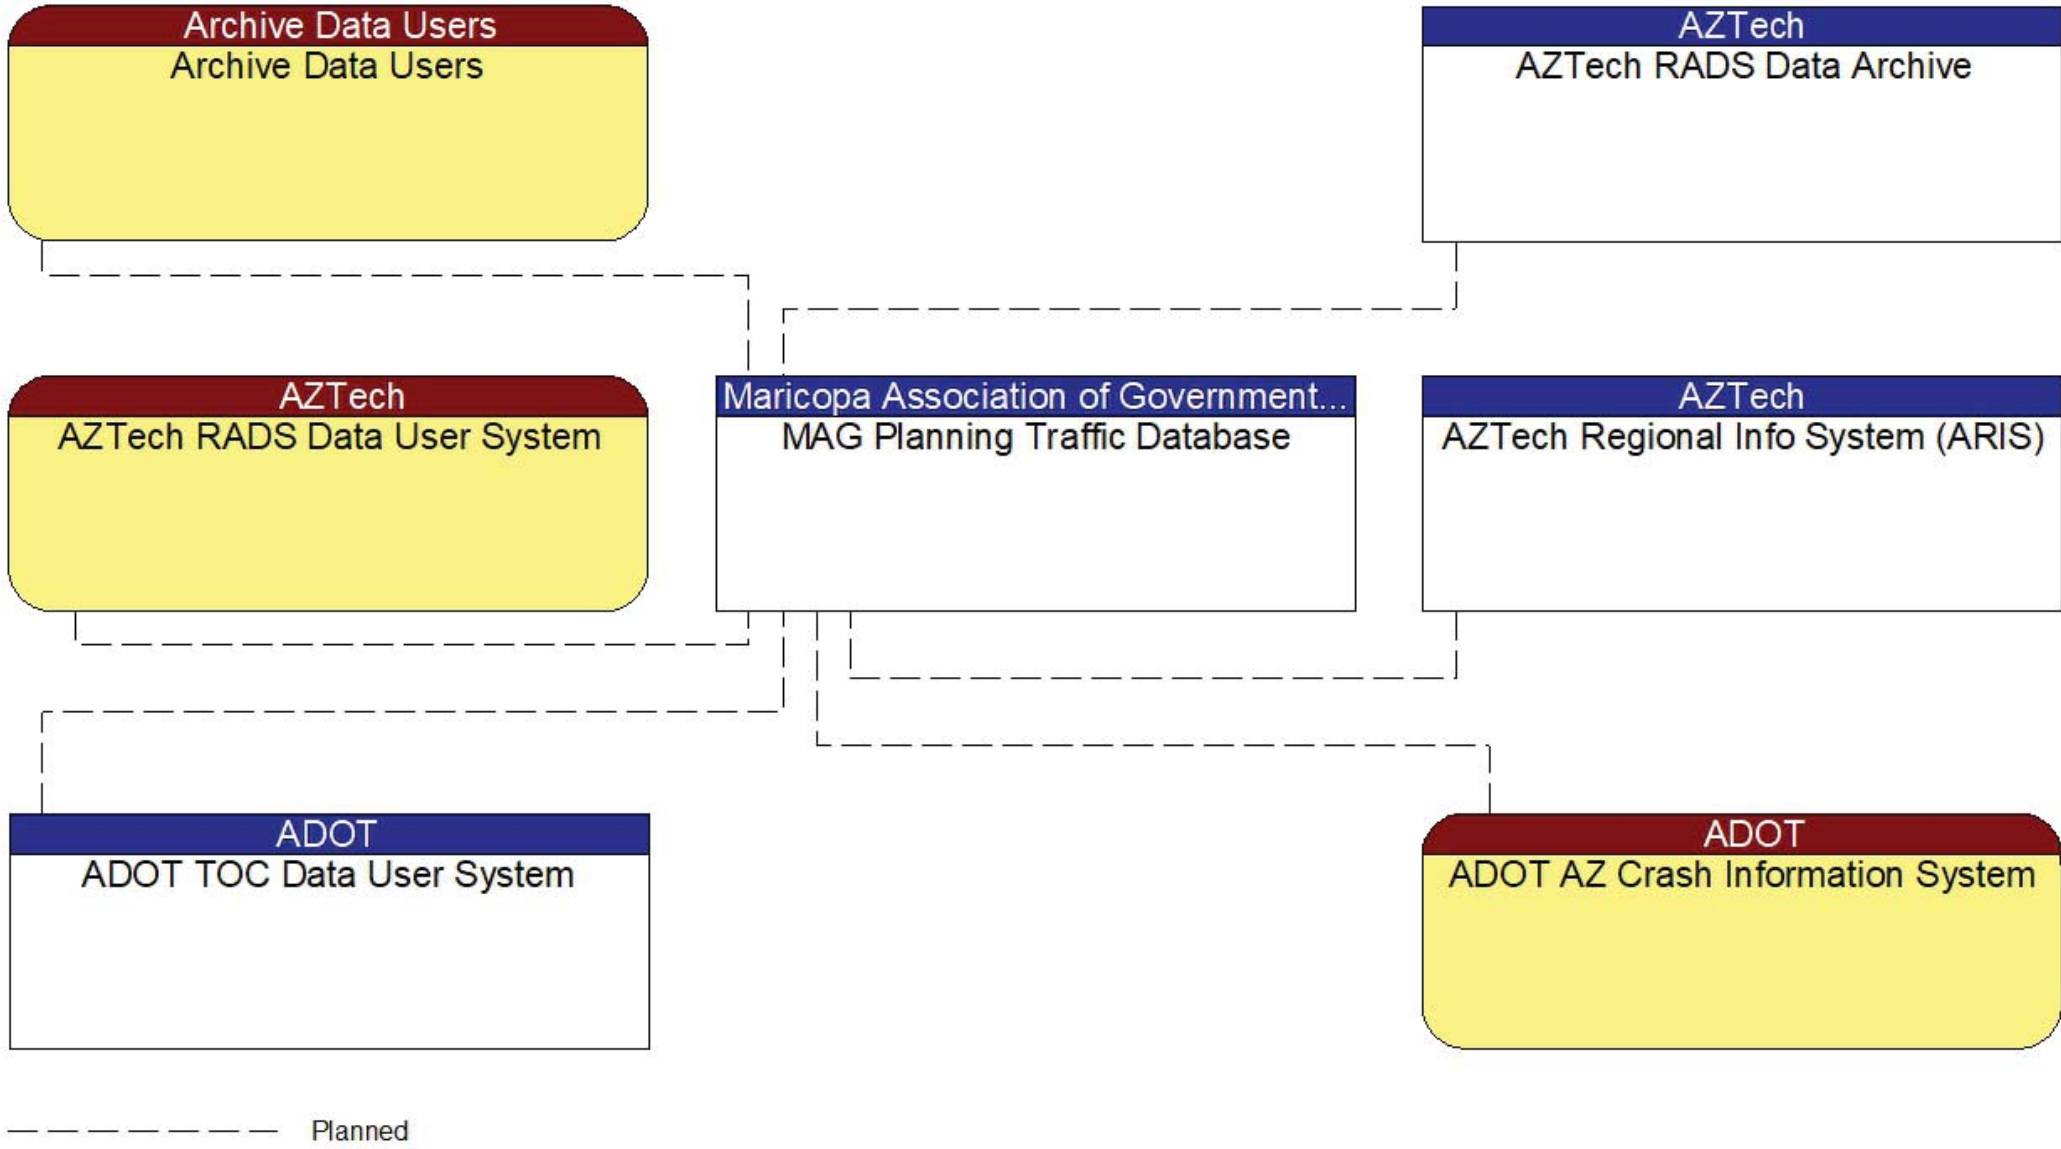 Archive Data Users
Archive Data Users
AZTech
AZTech RADS Data Archive
AZTech
AZTech RADS Data User System
Maricopa Association of Government...
MAG Planning Traffic Database
AZTech
AZTech Regional Info System (ARIS)
ADOT
ADOT TOC Data User System
ADOT
ADOT AZ Crash Information System
Planned